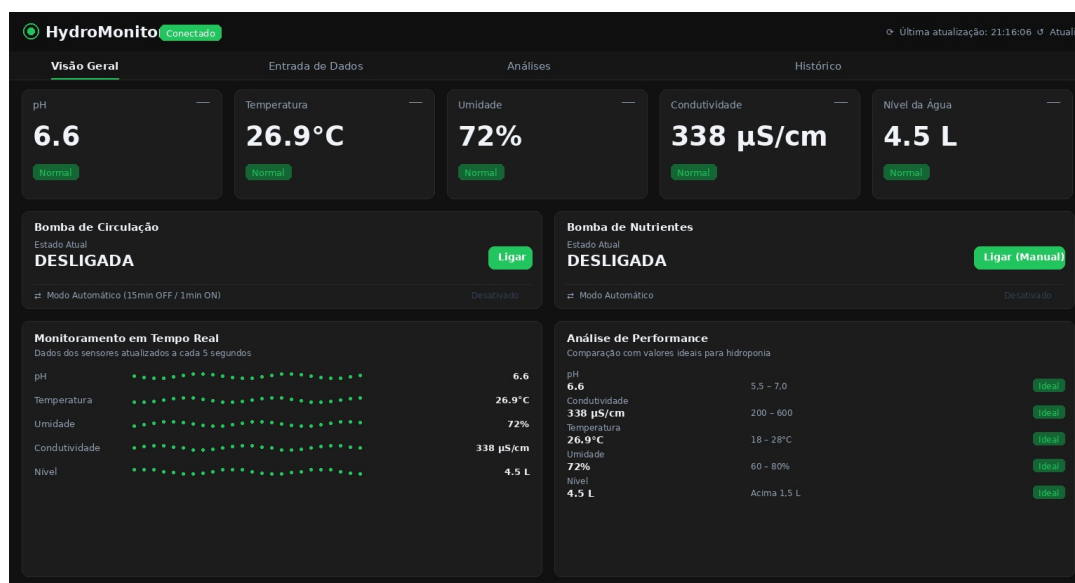 HydroMonitor Conectado
⟳ Última atualização: 21:16:06 ↺ Atuali
Visão Geral Entrada de Dados Análises Histórico
pH —
6.6
Normal
Temperatura —
26.9°C
Normal
Umidade —
72%
Normal
Condutividade —
338 µS/cm
Normal
Nível da Água —
4.5 L
Normal
Bomba de Circulação
Estado Atual
DESLIGADA
Ligar
⇄ Modo Automático (15min OFF / 1min ON) Desativado
Bomba de Nutrientes
Estado Atual
DESLIGADA
Ligar (Manual)
⇄ Modo Automático Desativado
Monitoramento em Tempo Real
Dados dos sensores atualizados a cada 5 segundos
pH 6.6
Temperatura 26.9°C
Umidade 72%
Condutividade 338 µS/cm
Nível 4.5 L
Análise de Performance
Comparação com valores ideais para hidroponia
pH
6.6 5,5 – 7,0 Ideal
Condutividade
338 µS/cm 200 – 600 Ideal
Temperatura
26.9°C 18 – 28°C Ideal
Umidade
72% 60 – 80% Ideal
Nível
4.5 L Acima 1,5 L Ideal